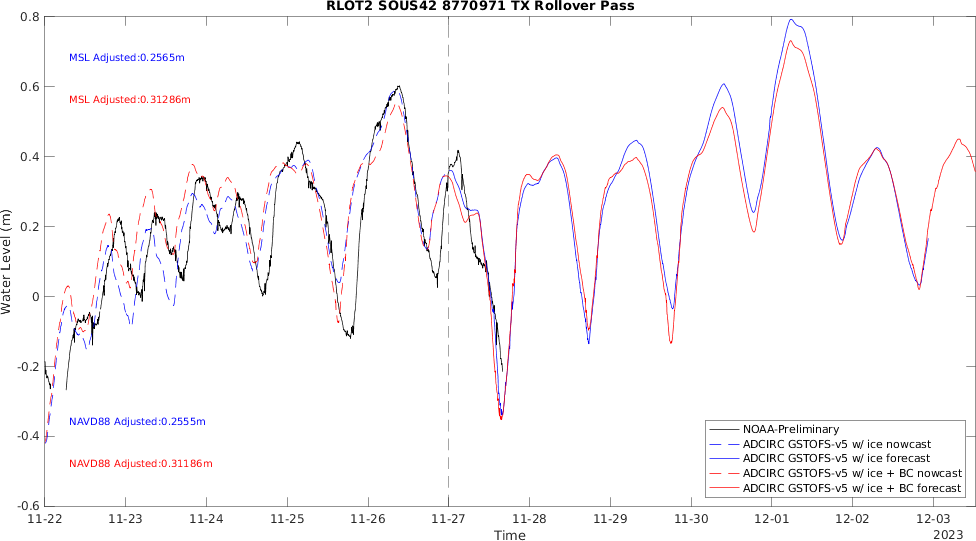 RLOT2 SOUS42 8770971 TX Rollover Pass
0.8
0.6
0.4
0.2
0
-0.2
-0.4
-0.6
Water Level (m)
MSL Adjusted:0.2565m
MSL Adjusted:0.31286m
NAVD88 Adjusted:0.2555m
NAVD88 Adjusted:0.31186m
NOAA-Preliminary
ADCIRC GSTOFS-v5 w/ ice nowcast
ADCIRC GSTOFS-v5 w/ ice forecast
ADCIRC GSTOFS-v5 w/ ice + BC nowcast
ADCIRC GSTOFS-v5 w/ ice + BC forecast
11-22 11-23 11-24 11-25 11-26 11-27 11-28 11-29 11-30 12-01 12-02 12-03
Time
2023